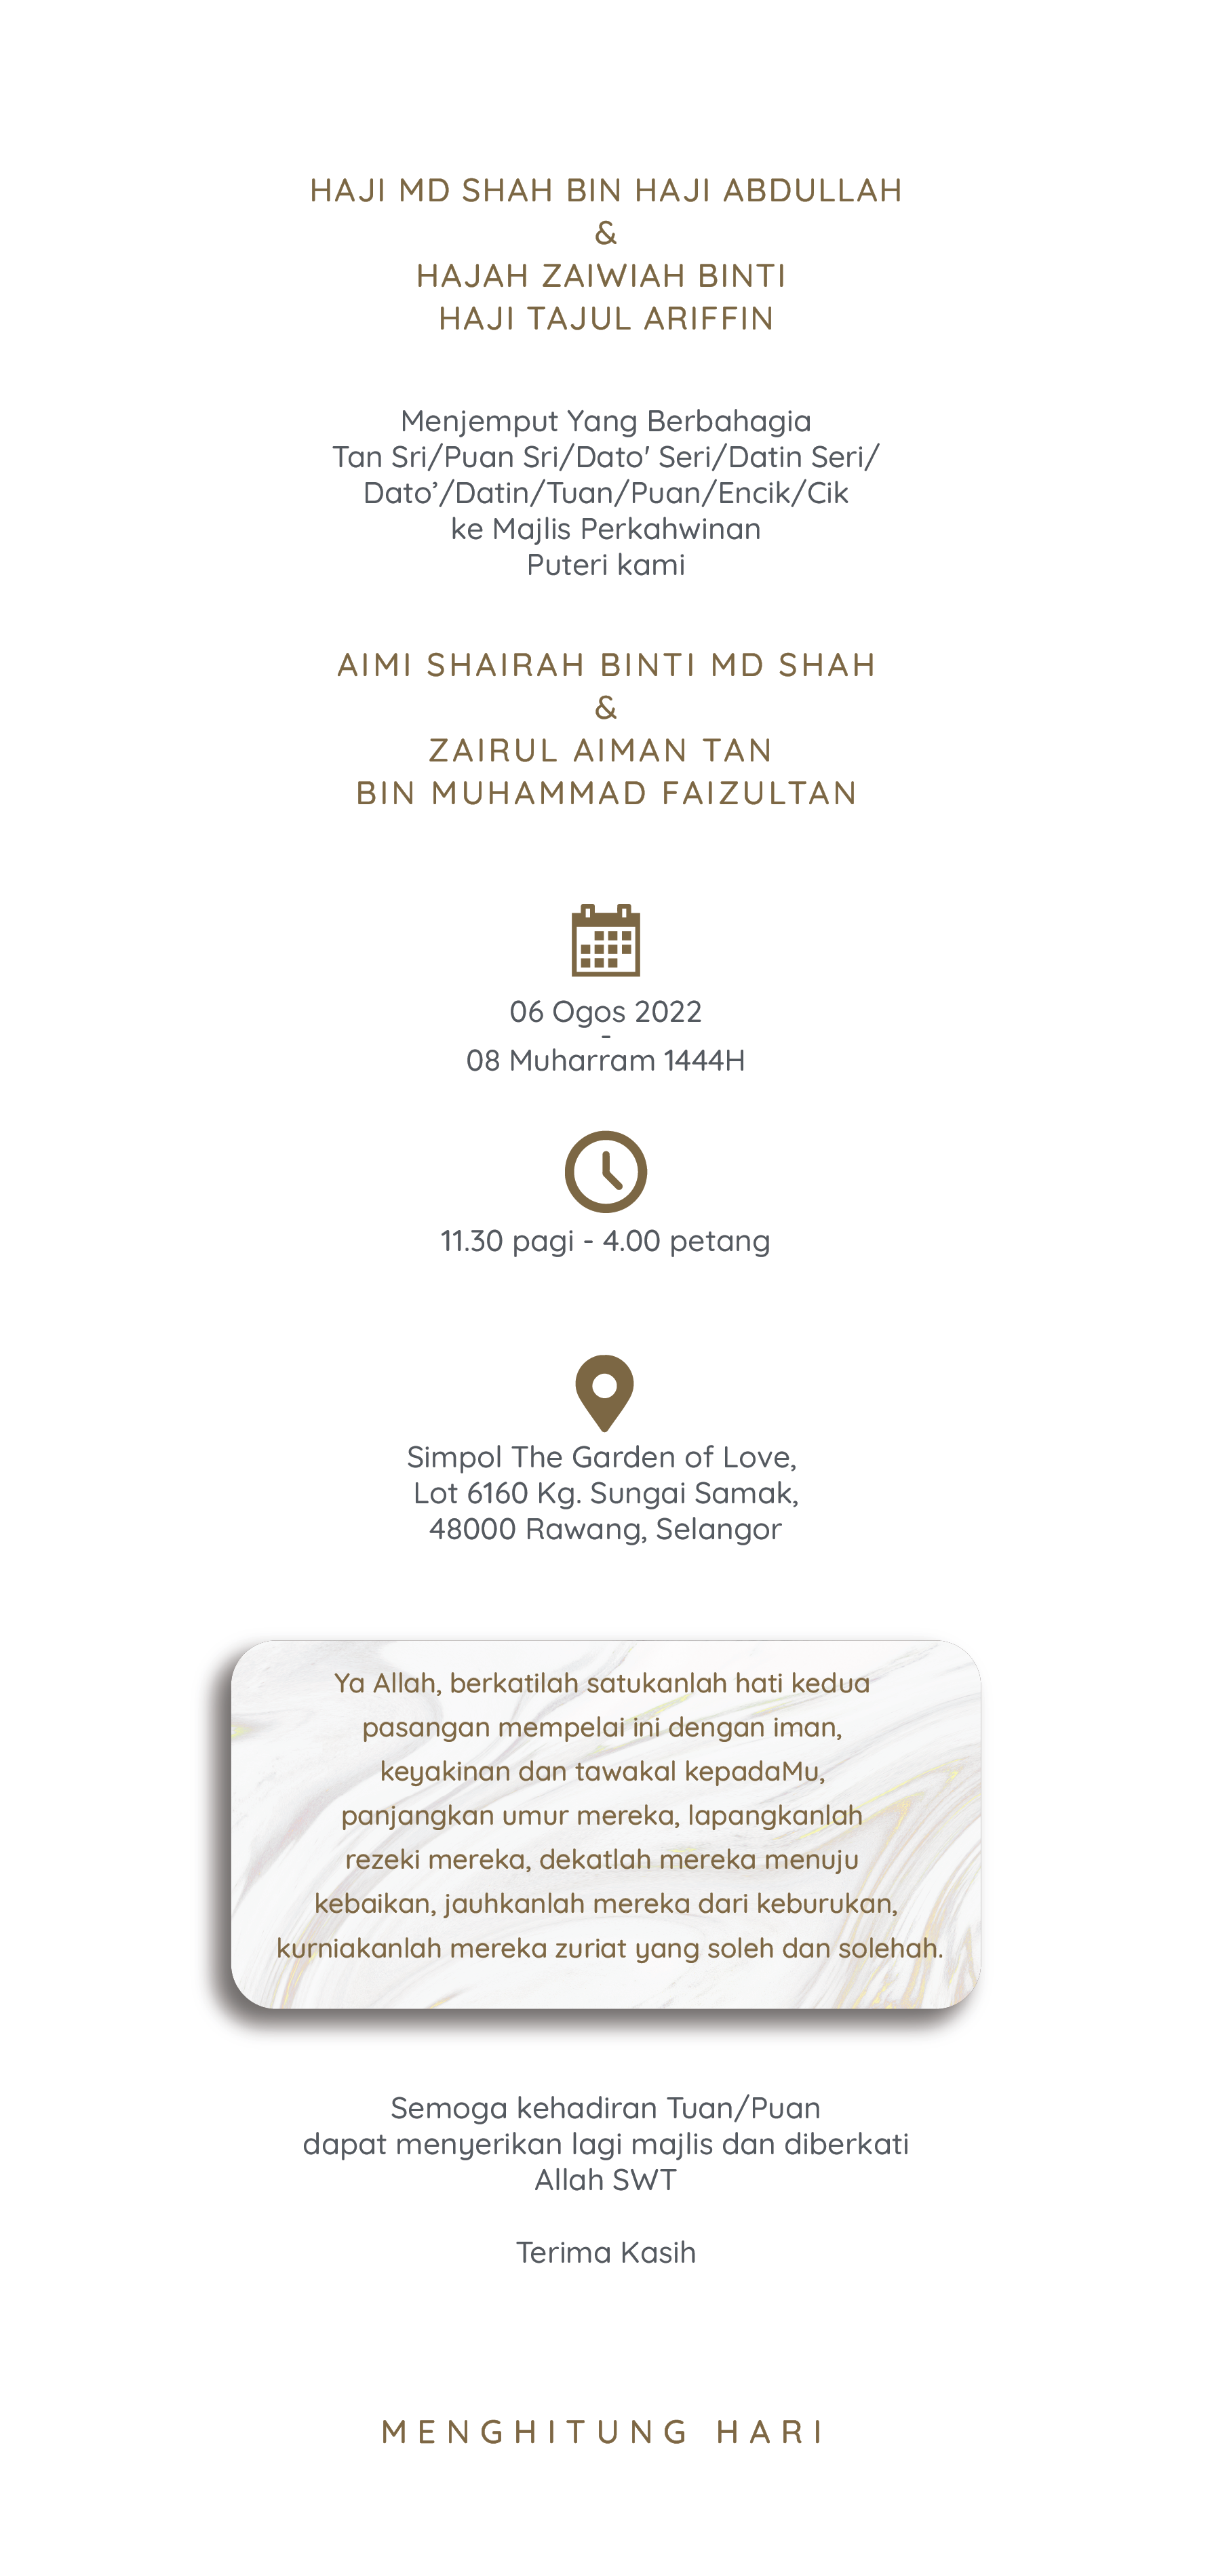 HAJI MD SHAH BIN HAJI ABDULLAH
&
HAJAH ZAIWIAH BINTI
HAJI TAJUL ARIFFIN
Menjemput Yang Berbahagia
Tan Sri/Puan Sri/Dato' Seri/Datin Seri/
Dato’/Datin/Tuan/Puan/Encik/Cik
ke Majlis Perkahwinan
Puteri kami
AIMI SHAIRAH BINTI MD SHAH
&
ZAIRUL AIMAN TAN
BIN MUHAMMAD FAIZULTAN
06 Ogos 2022
-
08 Muharram 1444H
11.30 pagi - 4.00 petang
Simpol The Garden of Love,
Lot 6160 Kg. Sungai Samak,
48000 Rawang, Selangor
Ya Allah, berkatilah satukanlah hati kedua
pasangan mempelai ini dengan iman,
keyakinan dan tawakal kepadaMu,
panjangkan umur mereka, lapangkanlah
rezeki mereka, dekatlah mereka menuju
kebaikan, jauhkanlah mereka dari keburukan,
kurniakanlah mereka zuriat yang soleh dan solehah.
Semoga kehadiran Tuan/Puan
dapat menyerikan lagi majlis dan diberkati
Allah SWT
Terima Kasih
MENGHITUNG HARI